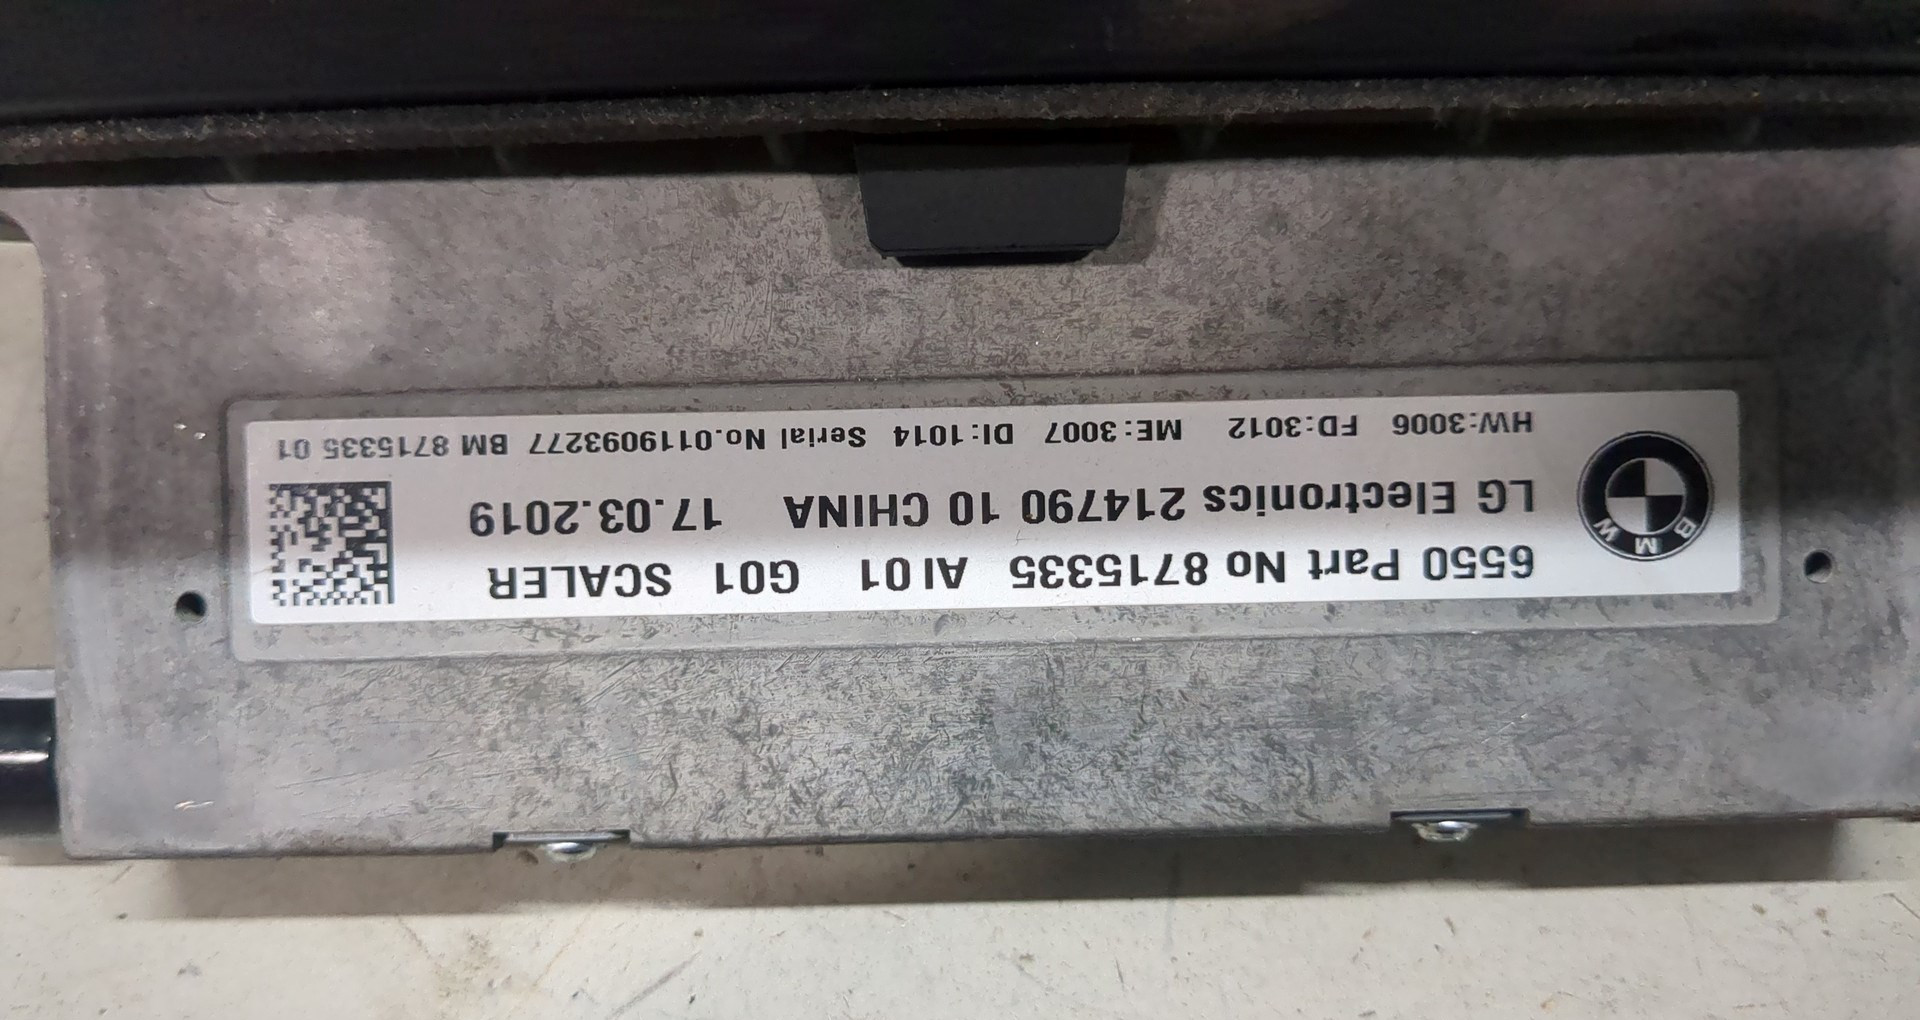 BMW
6550 Part No 8715335 AI 01 G01 SCALER
LG Electronics 214790 10 CHINA 17.03.2019
HW:3006 FD:3012 ME:3007 DI:1014 Serial No.0119093277 BM 8715335 01